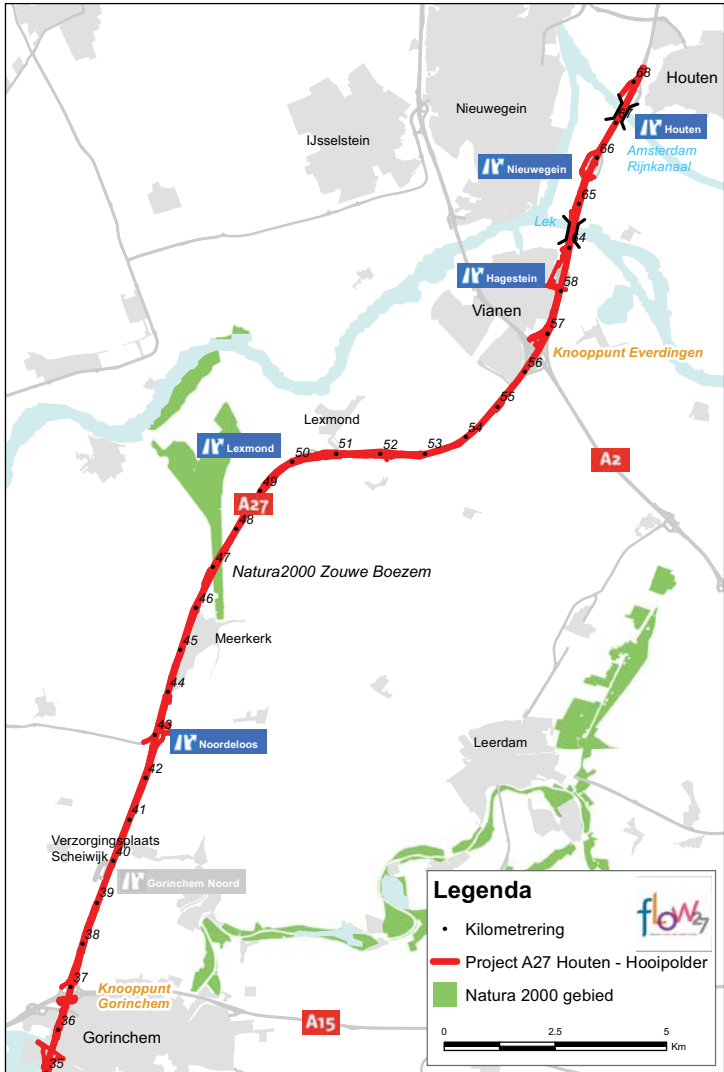 68
Houten
Nieuwegein
67
Houten
IJsselstein
Amsterdam
Rijnkanaal
66
Nieuwegein
65
Lek
64
Hagestein
58
Vianen
57
Knooppunt Everdingen
56
55
Lexmond
54
Lexmond
50
51
52
53
A2
49
A27
48
47
Natura2000 Zouwe Boezem
46
Meerkerk
45
44
43
Noordeloos
Leerdam
42
41
Verzorgingsplaats
Scheiwijk
40
Gorinchem Noord
39
38
37
Knooppunt
Gorinchem
36
Gorinchem
A15
35
Legenda
flow27
Kilometrering
Project A27 Houten - Hooipolder
Natura 2000 gebied
0 2.5 5
Km